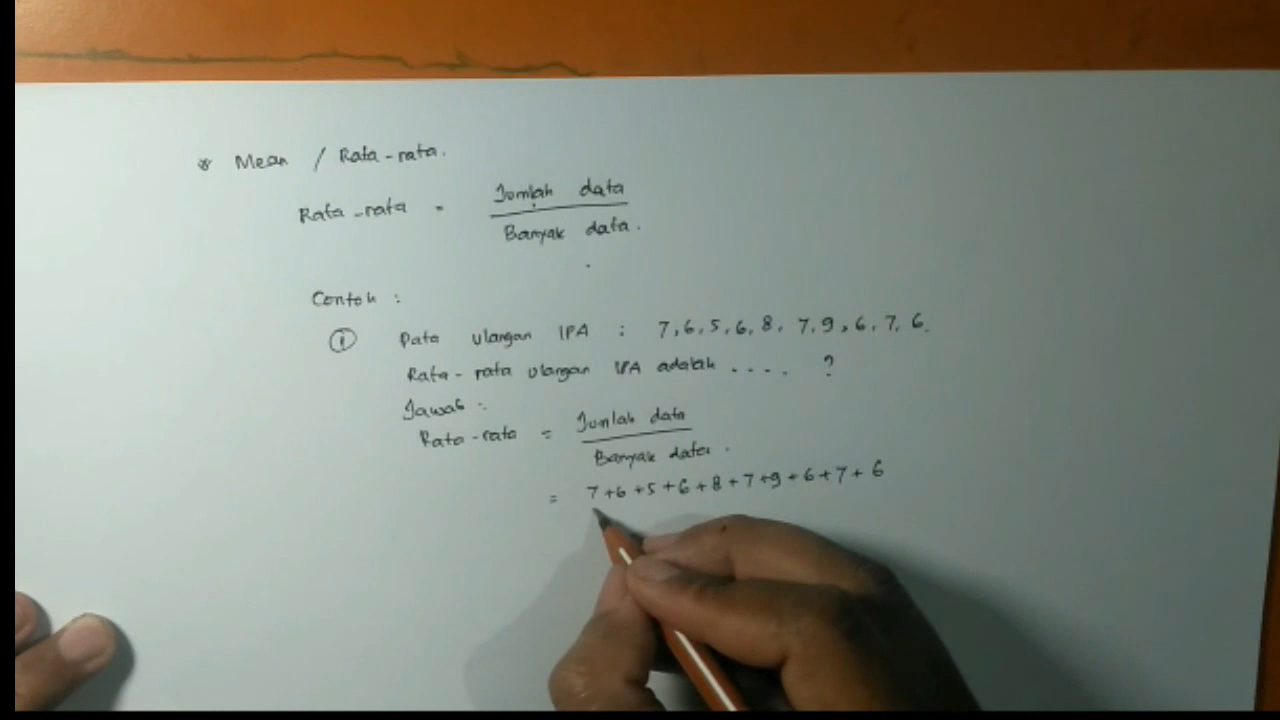 * Mean / Rata-rata.
Rata-rata = Jumlah data
Banyak data.
Contoh :
① Data ulangan IPA : 7, 6, 5, 6, 8, 7, 9, 6, 7, 6.
Rata-rata ulangan IPA adalah .... ?
Jawab :
Rata-rata = Jumlah data
Banyak data.
= 7+6+5+6+8+7+9+6+7+6